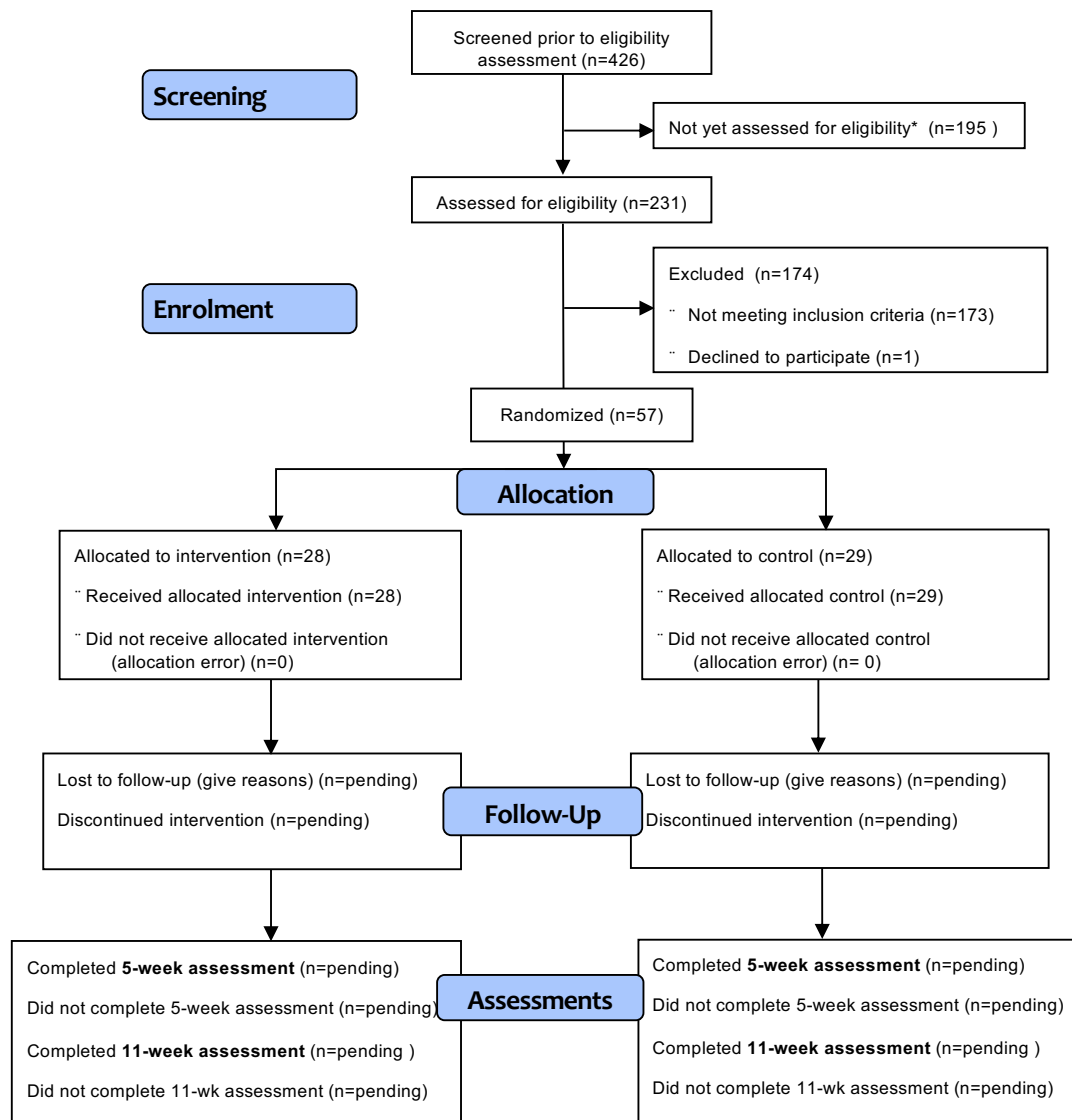 Screened prior to eligibility
assessment (n=426)
Screening
Not yet assessed for eligibility* (n=195 )
Assessed for eligibility (n=231)
Enrolment
Excluded (n=174)
¨ Not meeting inclusion criteria (n=173)
¨ Declined to participate (n=1)
Randomized (n=57)
Allocation
Allocated to intervention (n=28)
¨ Received allocated intervention (n=28)
¨ Did not receive allocated intervention
(allocation error) (n=0)
Allocated to control (n=29)
¨ Received allocated control (n=29)
¨ Did not receive allocated control
(allocation error) (n= 0)
Follow-Up
Lost to follow-up (give reasons) (n=pending)
Discontinued intervention (n=pending)
Lost to follow-up (give reasons) (n=pending)
Discontinued intervention (n=pending)
Assessments
Completed 5-week assessment (n=pending)
Did not complete 5-week assessment (n=pending)
Completed 11-week assessment (n=pending )
Did not complete 11-wk assessment (n=pending)
Completed 5-week assessment (n=pending)
Did not complete 5-week assessment (n=pending)
Completed 11-week assessment (n=pending )
Did not complete 11-wk assessment (n=pending)